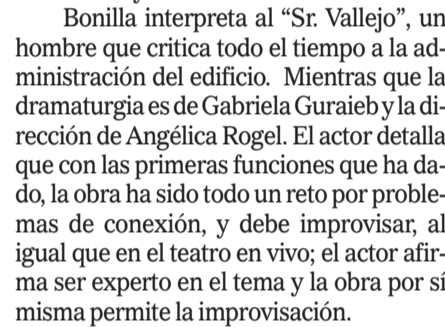 Bonilla interpreta al “Sr. Vallejo”, un
hombre que critica todo el tiempo a la ad-
ministración del edificio. Mientras que la
dramaturgia es de Gabriela Guraieb y la di-
rección de Angélica Rogel. El actor detalla
que con las primeras funciones que ha da-
do, la obra ha sido todo un reto por proble-
mas de conexión, y debe improvisar, al
igual que en el teatro en vivo; el actor afir-
ma ser experto en el tema y la obra por sí
misma permite la improvisación.